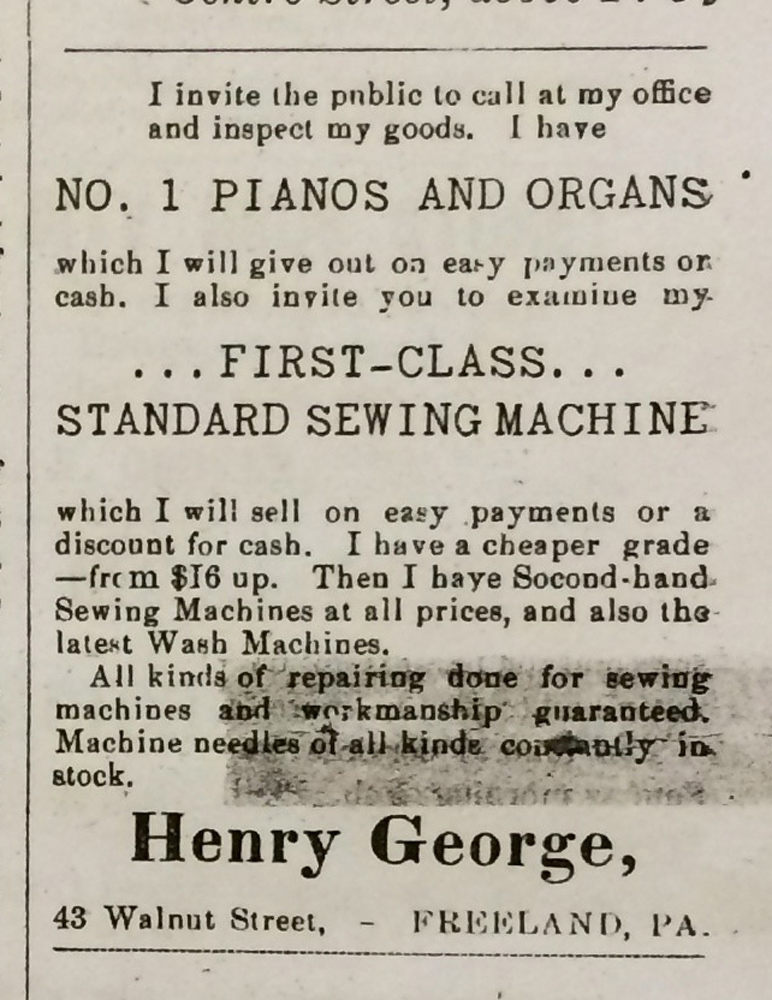 I invite the public to call at my office
and inspect my goods. I have
NO. 1 PIANOS AND ORGANS
which I will give out on easy payments or
cash. I also invite you to examine my
...FIRST-CLASS...
STANDARD SEWING MACHINE
which I will sell on easy payments or a
discount for cash. I have a cheaper grade
—from $16 up. Then I haye Socond-hand
Sewing Machines at all prices, and also the
latest Wash Machines.
All kinds of repairing done for sewing
machines and workmanship guaranteed.
Machine needles of all kinds constantly in
stock.
Henry George,
43 Walnut Street, - FREELAND, PA.